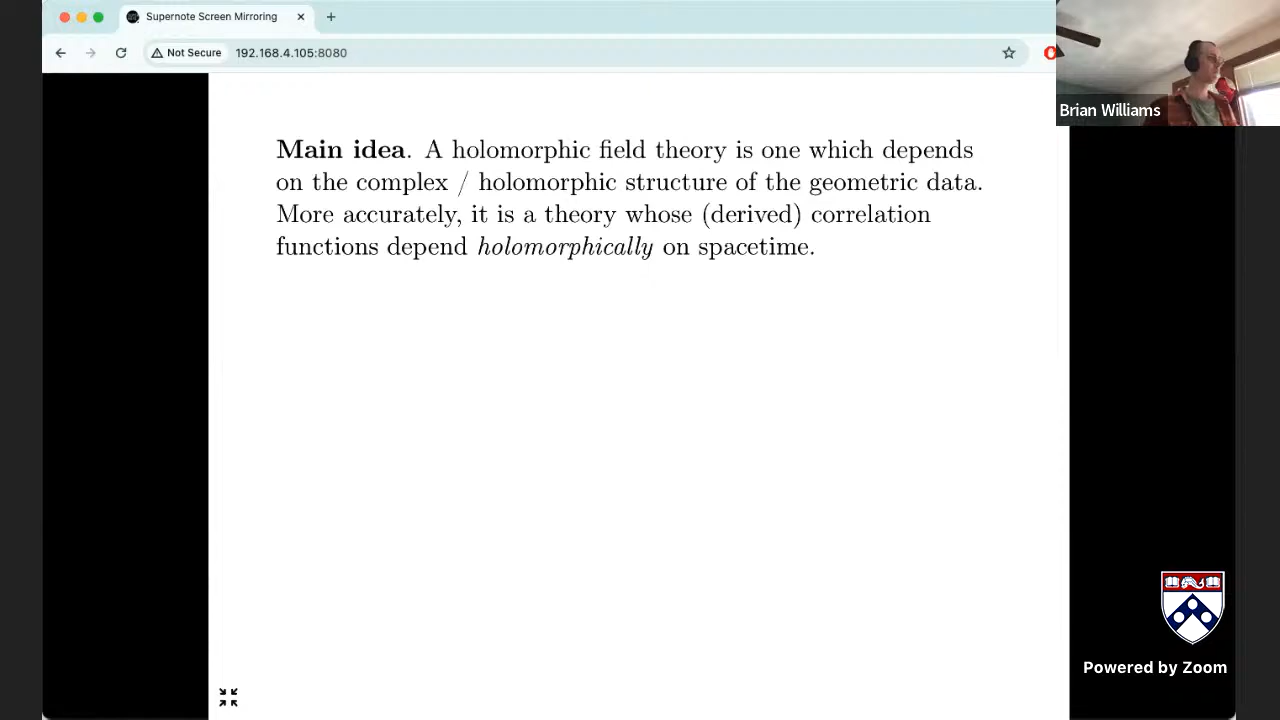 Supernote Screen Mirroring
Not Secure 192.168.4.105:8080
Brian Williams
Main idea. A holomorphic field theory is one which depends
on the complex / holomorphic structure of the geometric data.
More accurately, it is a theory whose (derived) correlation
functions depend holomorphically on spacetime.
Powered by Zoom